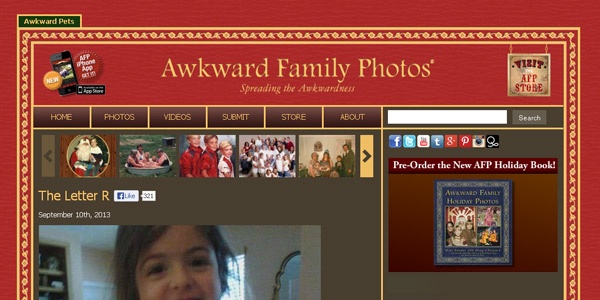 Awkward Pets
AFP
iPhone
App
GET IT!
NEW
App Store
Awkward Family Photos
Spreading the Awkwardness
VISIT
the
AFP
STORE
HOME
PHOTOS
VIDEOS
SUBMIT
STORE
ABOUT
Search
The Letter R
Like
321
September 10th, 2013
Pre-Order the New AFP Holiday Book!
AWKWARD FAMILY
HOLIDAY PHOTOS